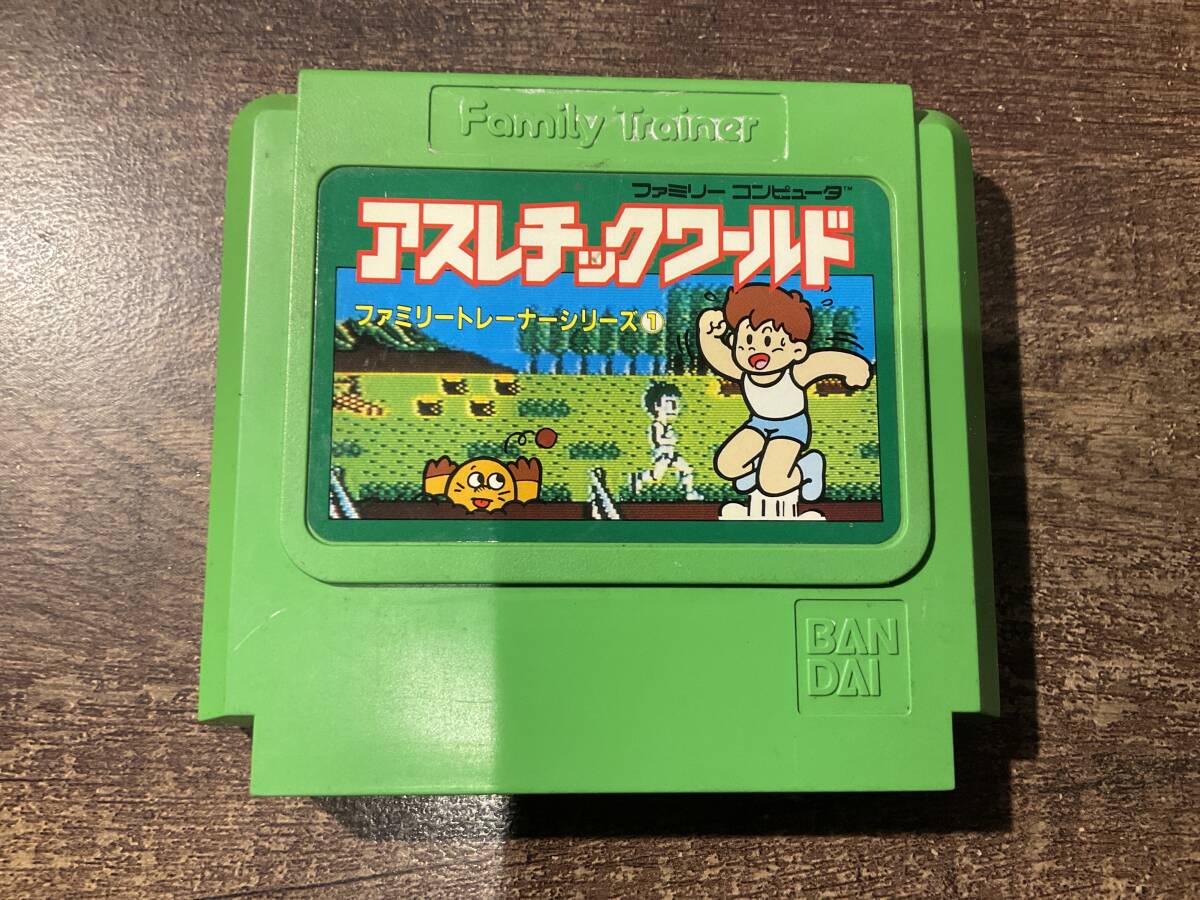 Family Trainer
ファミリー コンピュータ™
アスレチックワールド
ファミリートレーナーシリーズ①
BAN
DAI